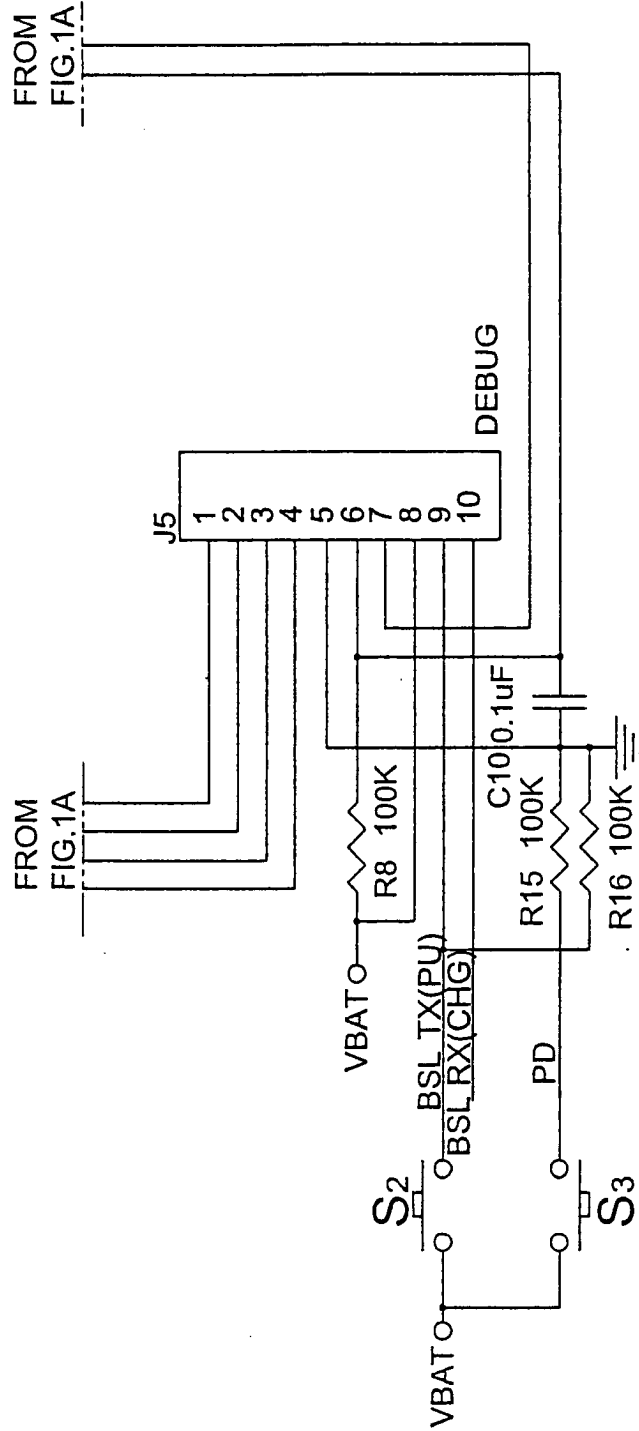 FROM
FIG.1A
FROM
FIG.1A
J5
1
2
3
4
5
6
7
8
9
10
DEBUG
VBAT
R8 100K
C10 0.1uF
BSL_TX(PU)
BSL_RX(CHG)
R15 100K
R16 100K
PD
S2
S3
VBAT